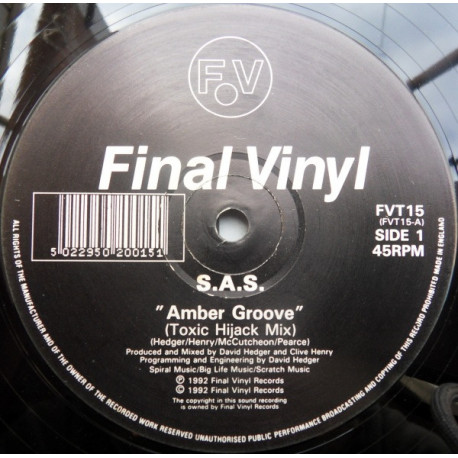 F.V
Final Vinyl
FVT15
(FVT15-A)
SIDE 1
45RPM
5 022950 200151
S.A.S.
"Amber Groove"
(Toxic Hijack Mix)
(Hedger/Henry/McCutcheon/Pearce)
Produced and Mixed by David Hedger and Clive Henry
Programming and Engineering by David Hedger
Spiral Music/Big Life Music/Scratch Music
Ⓟ 1992 Final Vinyl Records
© 1992 Final Vinyl Records
The copyright in this sound recording
is owned by Final Vinyl Records
ALL RIGHTS OF THE MANUFACTURER AND OF THE OWNER OF THE RECORDED WORK RESERVED UNAUTHORISED PUBLIC PERFORMANCE BROADCASTING AND COPYING OF THIS RECORD PROHIBITED MADE IN ENGLAND